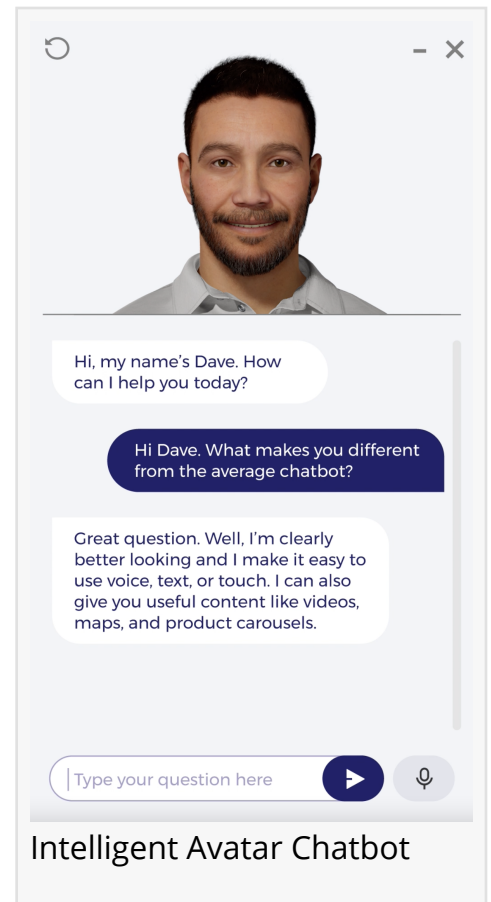 Hi, my name's Dave. How
can I help you today?
Hi Dave. What makes you different
from the average chatbot?
Great question. Well, I'm clearly
better looking and I make it easy to
use voice, text, or touch. I can also
give you useful content like videos,
maps, and product carousels.
Type your question here
Intelligent Avatar Chatbot